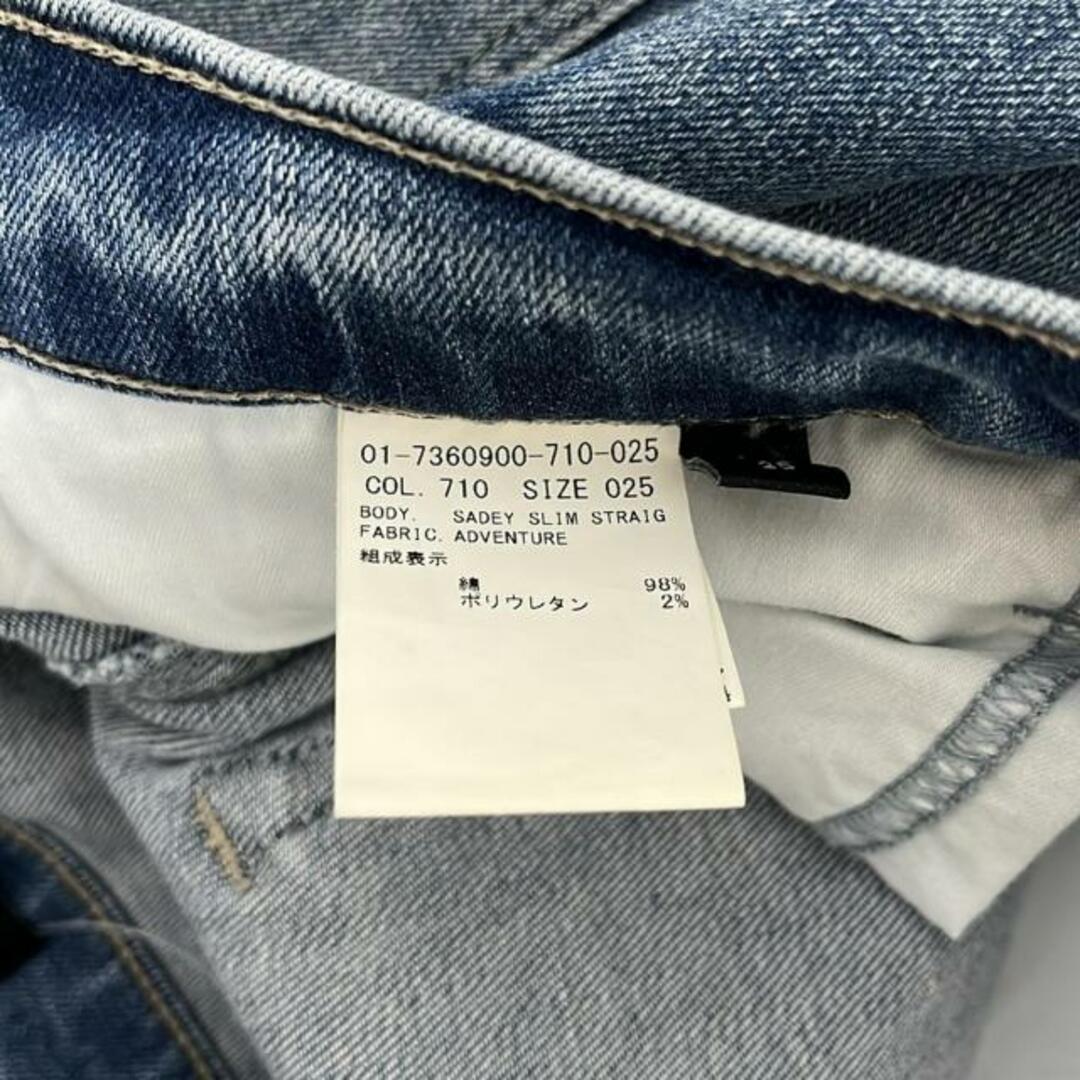 01-7360900-710-025
COL. 710 SIZE 025
BODY. SADEY SLIM STRAIG
FABRIC. ADVENTURE
組成表示
綿 98%
ポリウレタン 2%
25